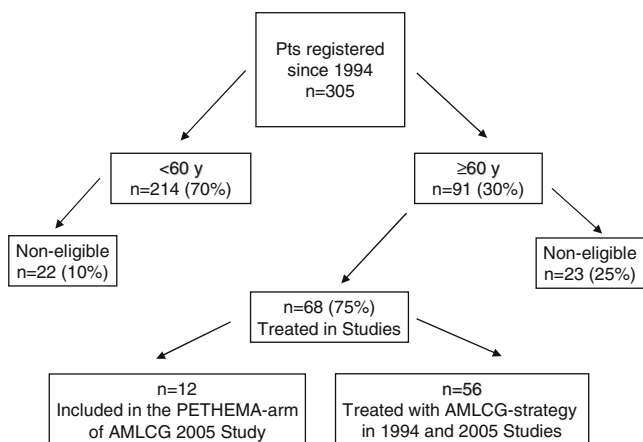 Pts registered
since 1994
n=305
<60 y
n=214 (70%)
≥60 y
n=91 (30%)
Non-eligible
n=22 (10%)
Non-eligible
n=23 (25%)
n=68 (75%)
Treated in Studies
n=12
Included in the PETHEMA-arm
of AMLCG 2005 Study
n=56
Treated with AMLCG-strategy
in 1994 and 2005 Studies